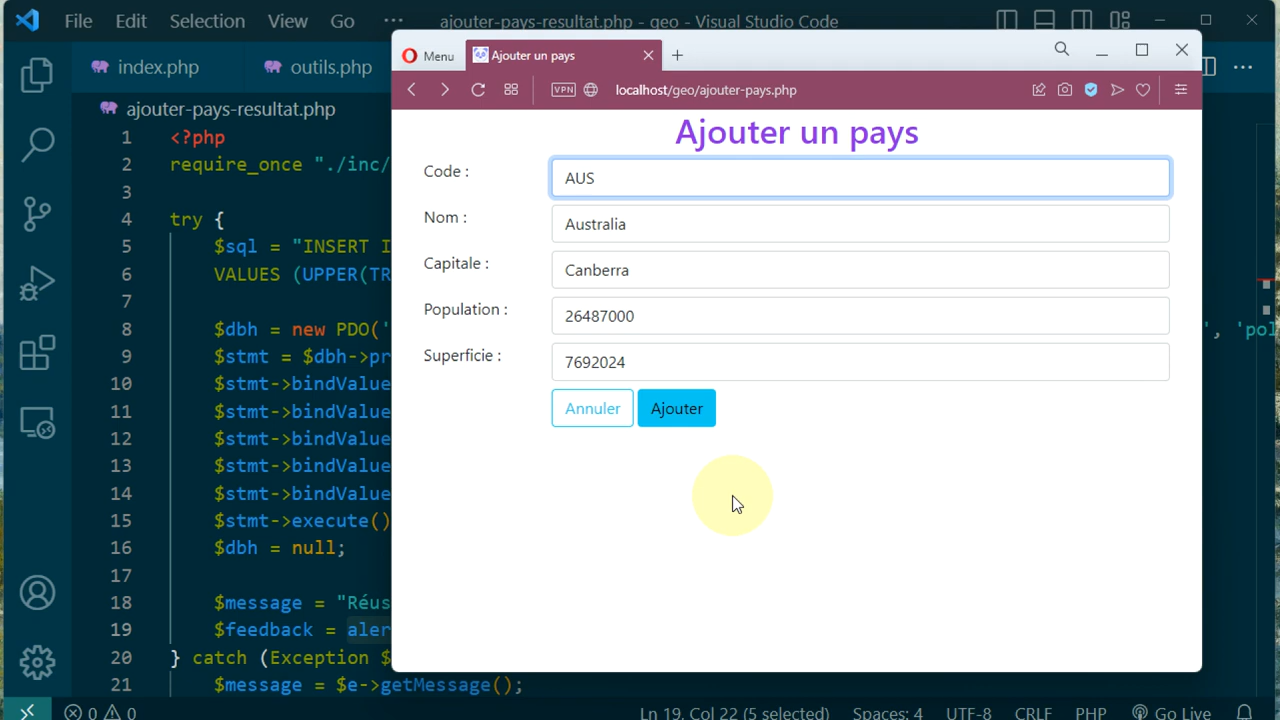 File Edit Selection View Go ··· ajouter-pays-resultat.php - geo - Visual Studio Code
index.php outils.php
ajouter-pays-resultat.php
1 <?php
2 require_once "./inc/
3
4 try {
5 $sql = "INSERT I
6 VALUES (UPPER(TR
7
8 $dbh = new PDO(' ', 'pol
9 $stmt = $dbh->pr
10 $stmt->bindValue
11 $stmt->bindValue
12 $stmt->bindValue
13 $stmt->bindValue
14 $stmt->bindValue
15 $stmt->execute()
16 $dbh = null;
17
18 $message = "Réus
19 $feedback = aler
20 } catch (Exception $
21 $message = $e->getMessage();
0 0 Ln 19, Col 22 (5 selected) Spaces: 4 UTF-8 CRLF PHP Go Live
Menu Ajouter un pays
VPN localhost/geo/ajouter-pays.php
Ajouter un pays
Code : AUS
Nom : Australia
Capitale : Canberra
Population : 26487000
Superficie : 7692024
Annuler Ajouter